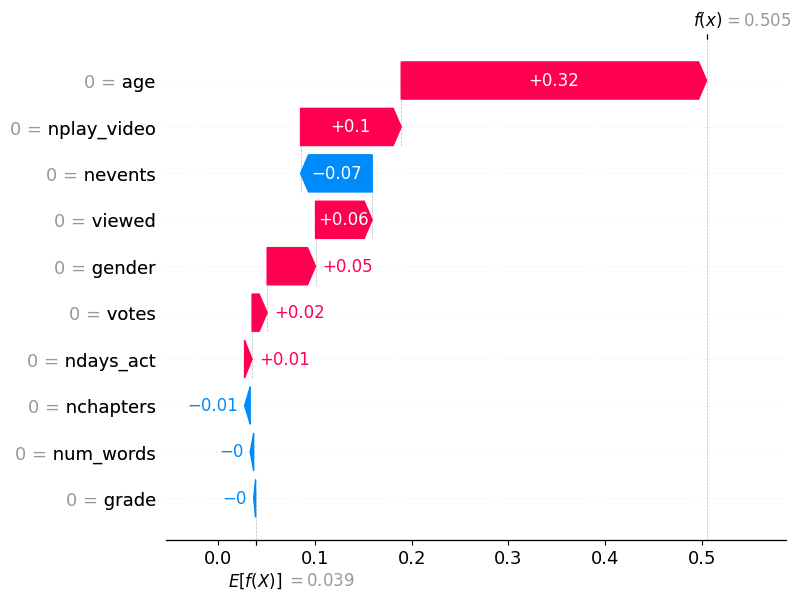 f(x) = 0.505
0 = age +0.32
0 = nplay_video +0.1
0 = nevents −0.07
0 = viewed +0.06
0 = gender +0.05
0 = votes +0.02
0 = ndays_act +0.01
0 = nchapters −0.01
0 = num_words −0
0 = grade −0
0.0 0.1 0.2 0.3 0.4 0.5
E[f(X)] = 0.039